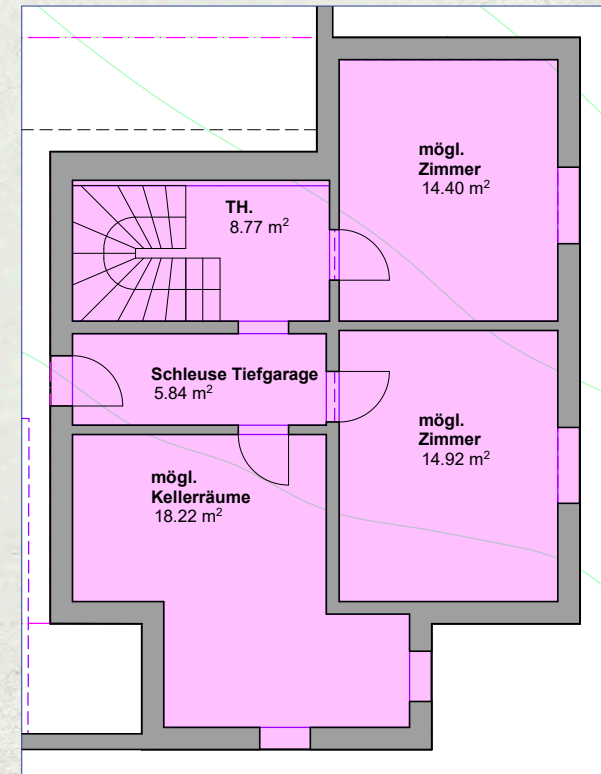 mögl.
Zimmer
14.40 m²
TH.
8.77 m²
Schleuse Tiefgarage
5.84 m²
mögl.
Zimmer
14.92 m²
mögl.
Kellerräume
18.22 m²